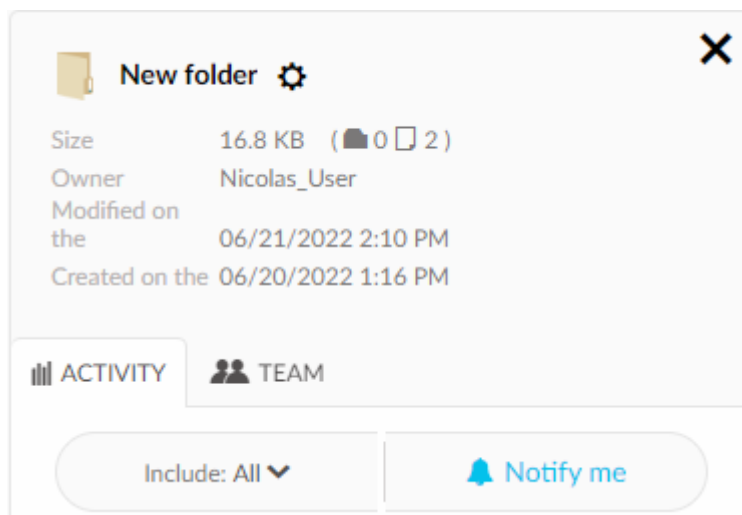 New folder
Size 16.8 KB ( 0 2 )
Owner Nicolas_User
Modified on
the 06/21/2022 2:10 PM
Created on the 06/20/2022 1:16 PM
ACTIVITY TEAM
Include: All Notify me